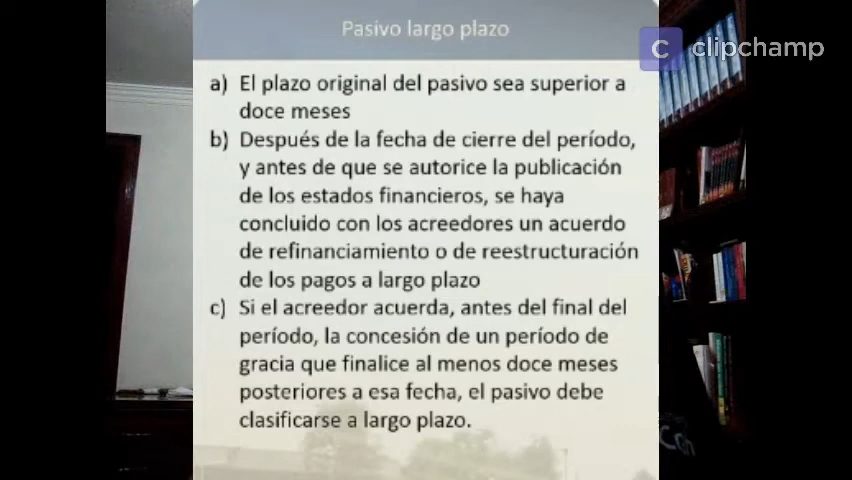 Pasivo largo plazo
C clipchamp
a) El plazo original del pasivo sea superior a
doce meses
b) Después de la fecha de cierre del período,
y antes de que se autorice la publicación
de los estados financieros, se haya
concluido con los acreedores un acuerdo
de refinanciamiento o de reestructuración
de los pagos a largo plazo
c) Si el acreedor acuerda, antes del final del
período, la concesión de un período de
gracia que finalice al menos doce meses
posteriores a esa fecha, el pasivo debe
clasificarse a largo plazo.